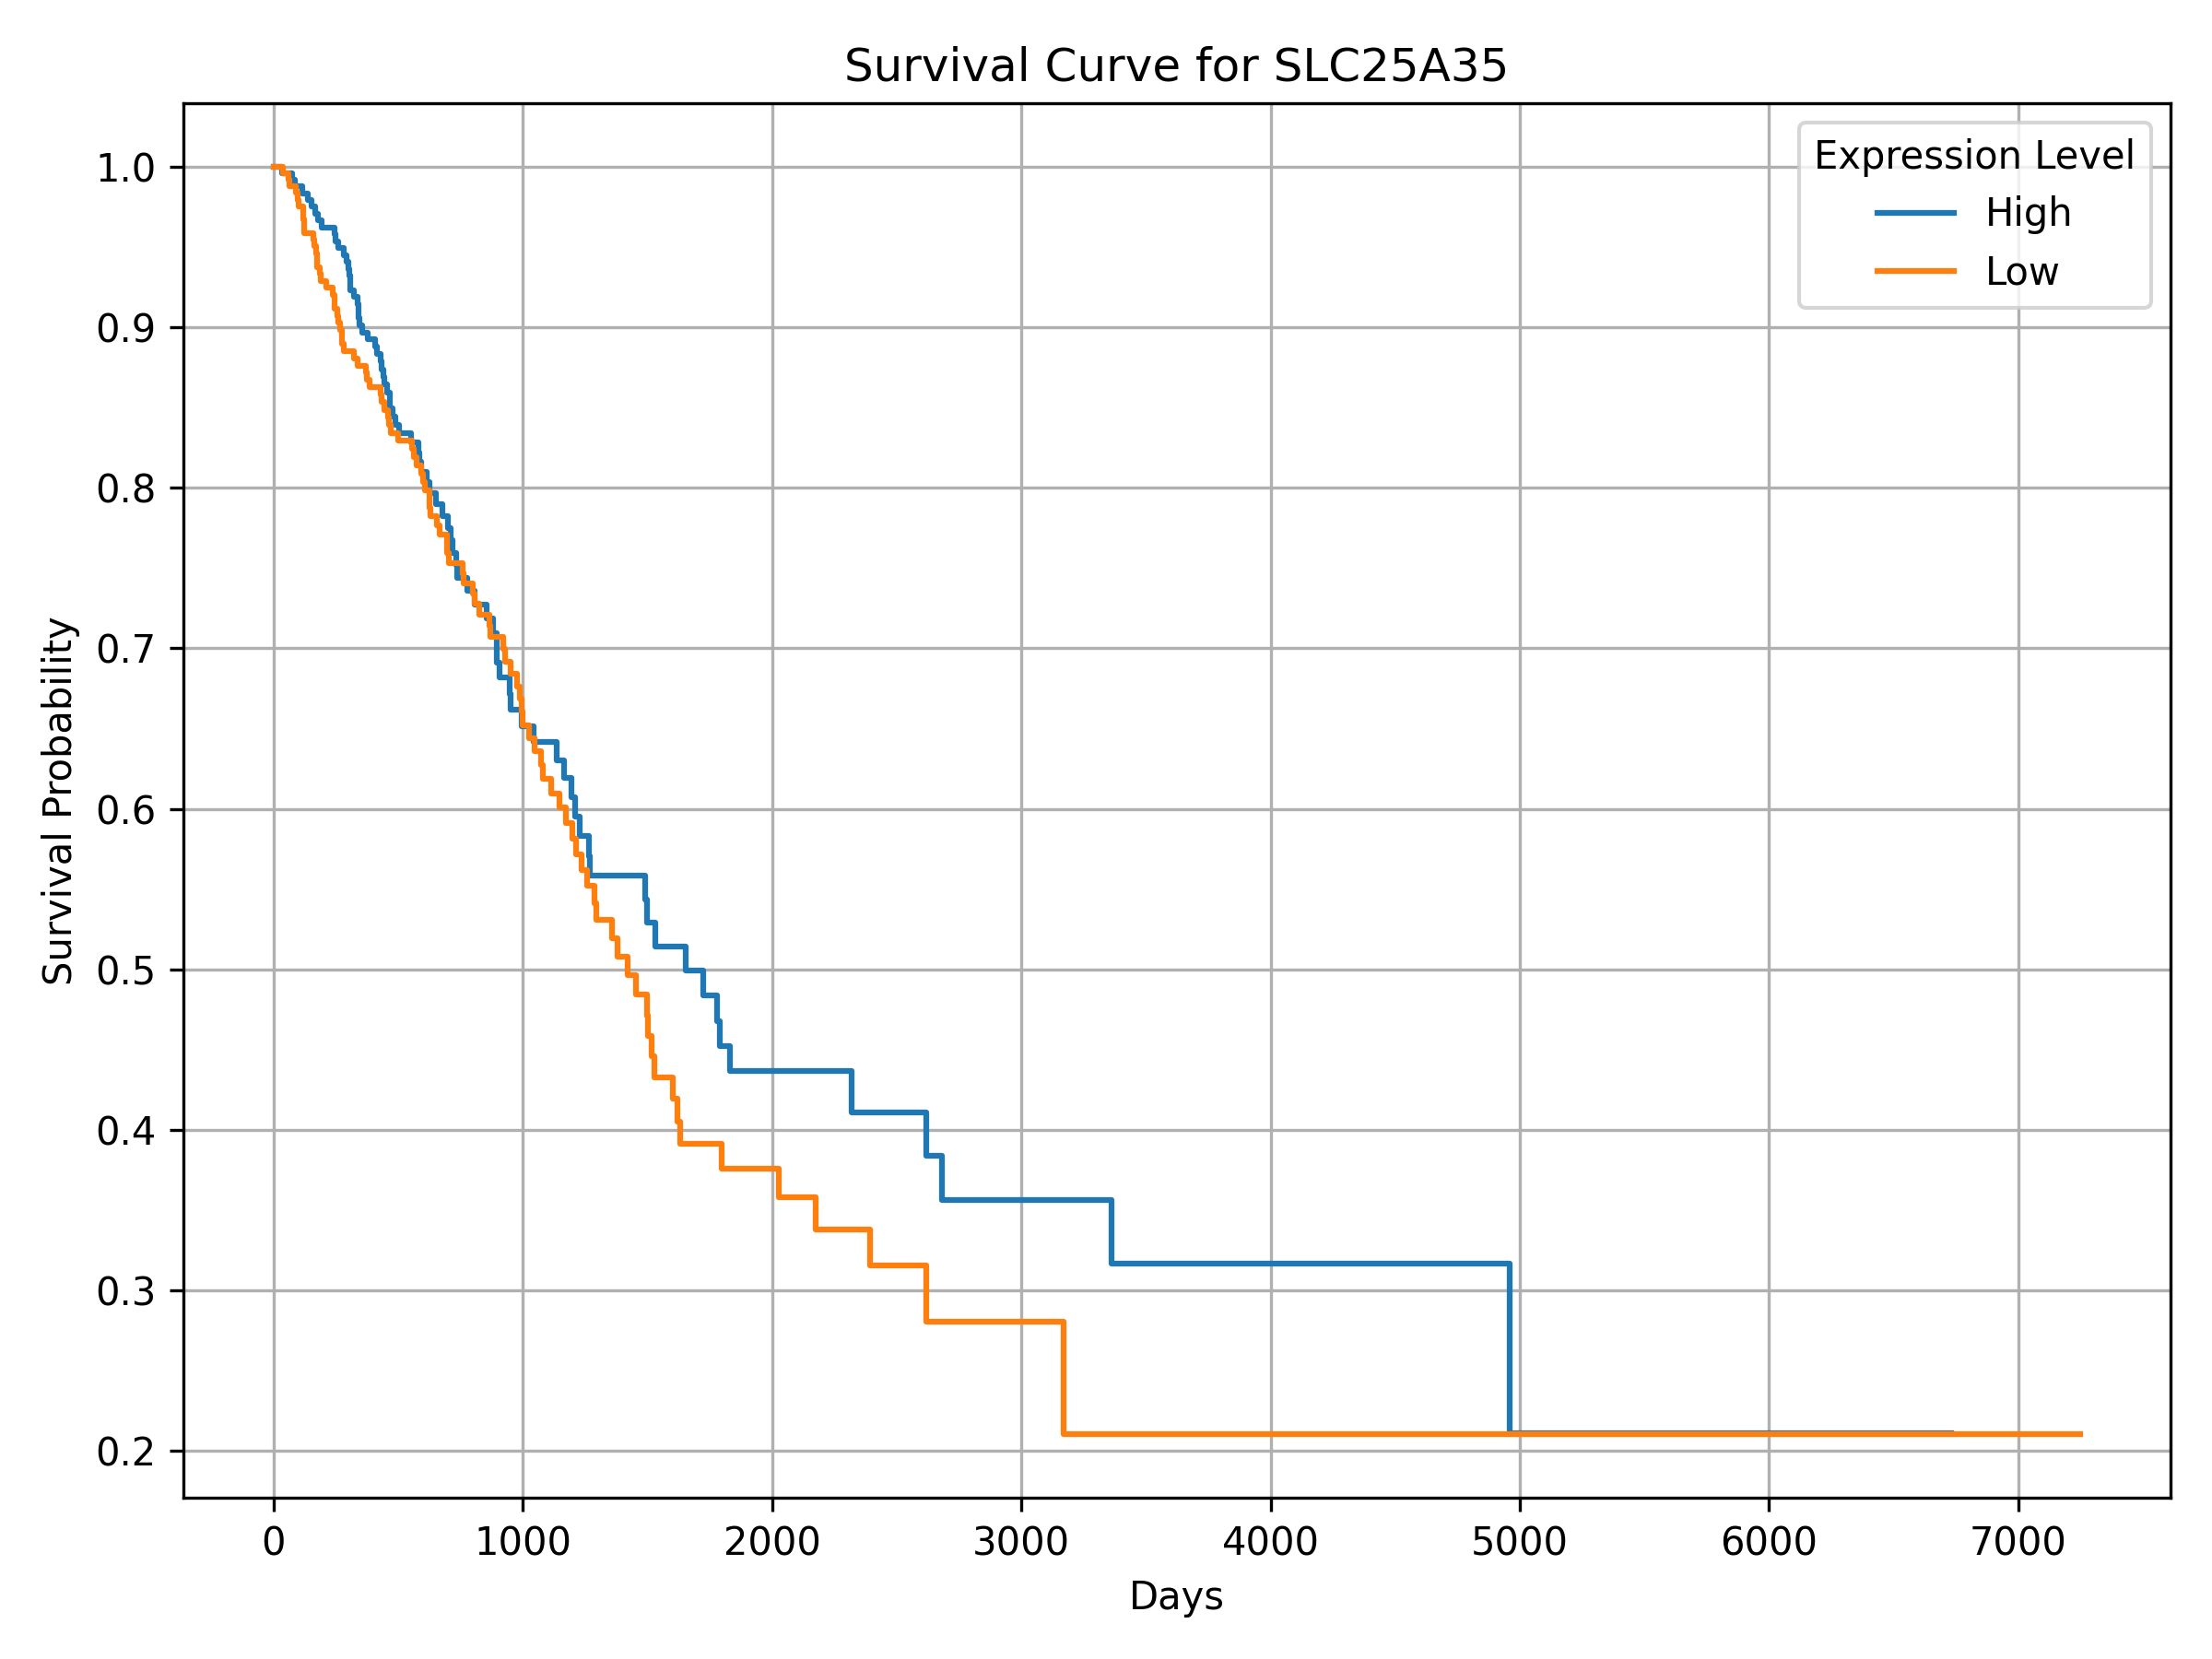 Survival Curve for SLC25A35
Expression Level
High
Low
Survival Probability
1.0
0.9
0.8
0.7
0.6
0.5
0.4
0.3
0.2
0 1000 2000 3000 4000 5000 6000 7000
Days